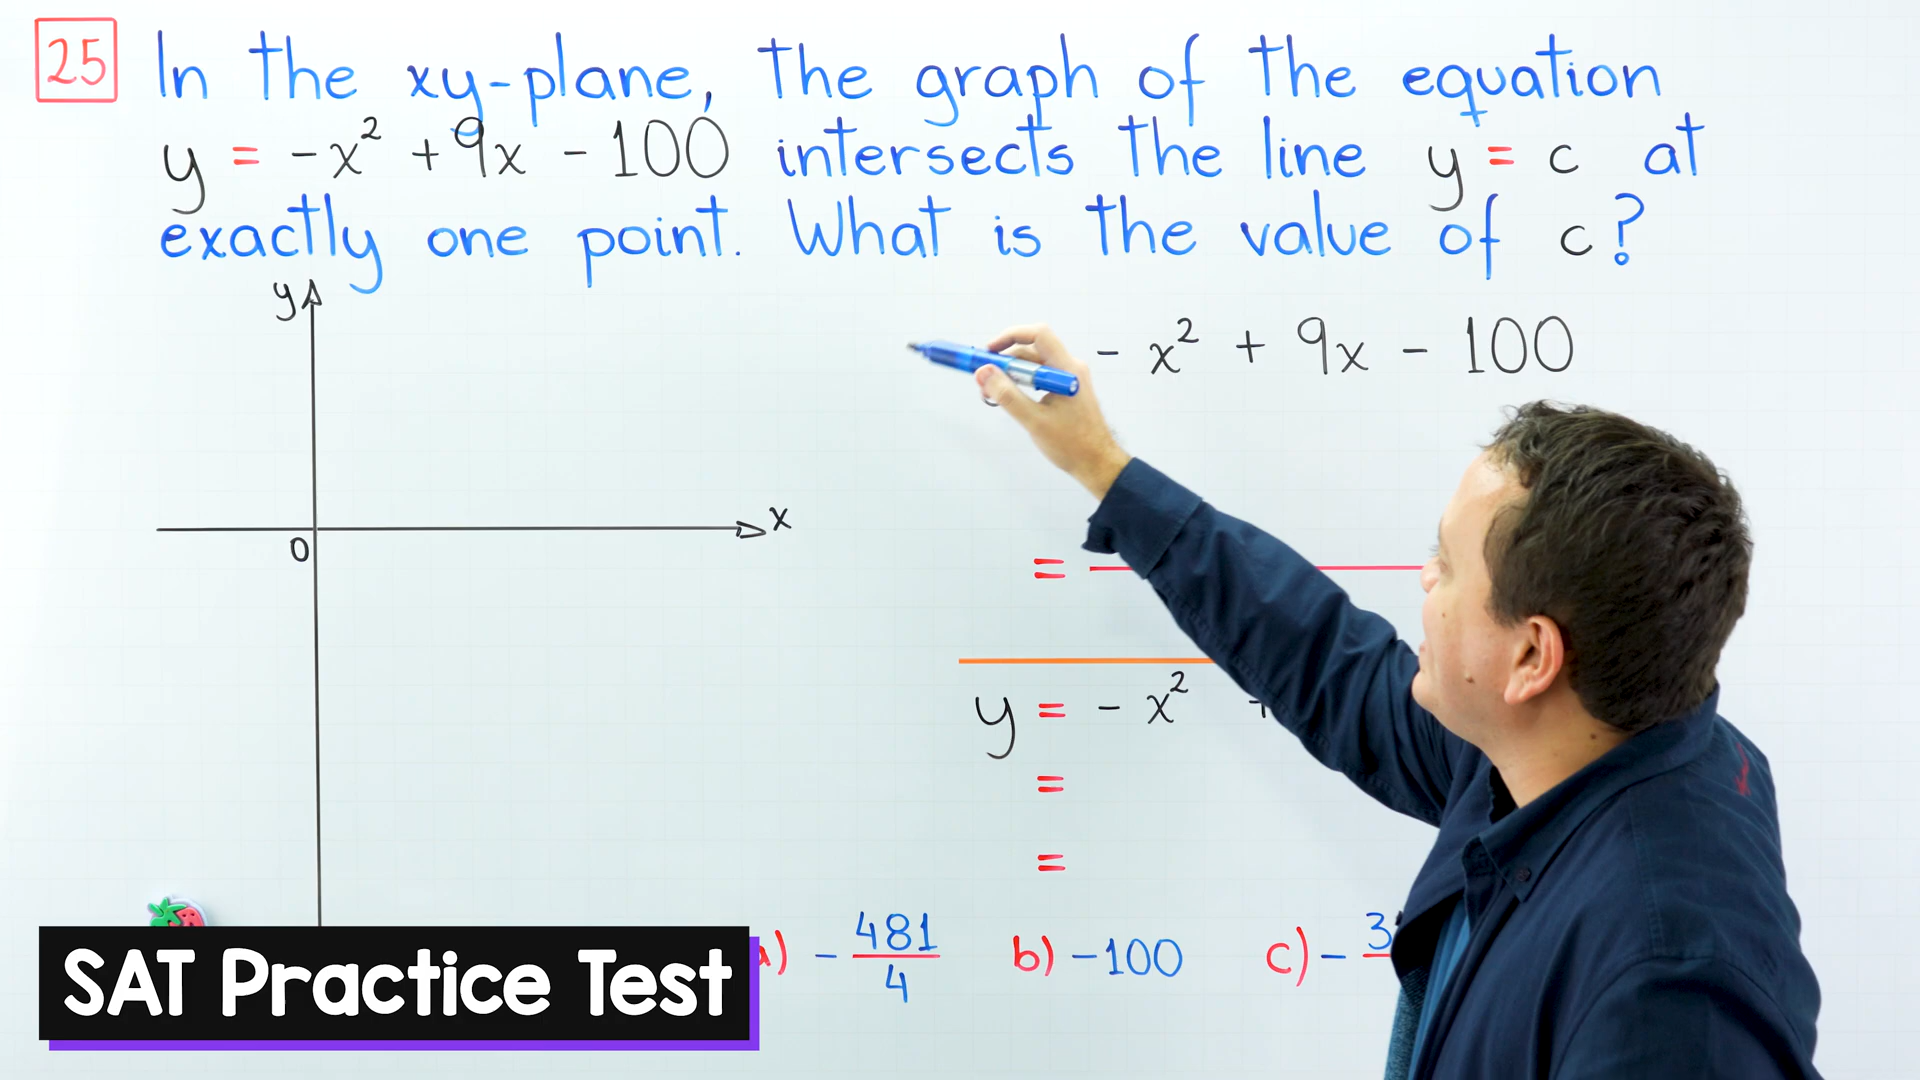 25
In the xy-plane, the graph of the equation
y = -x² + 9x - 100 intersects the line y = c at
exactly one point. What is the value of c?
y
- x² + 9x - 100
x
0
=
y = - x² +
=
=
a) - 481/4 b) -100 c) - 3
SAT Practice Test